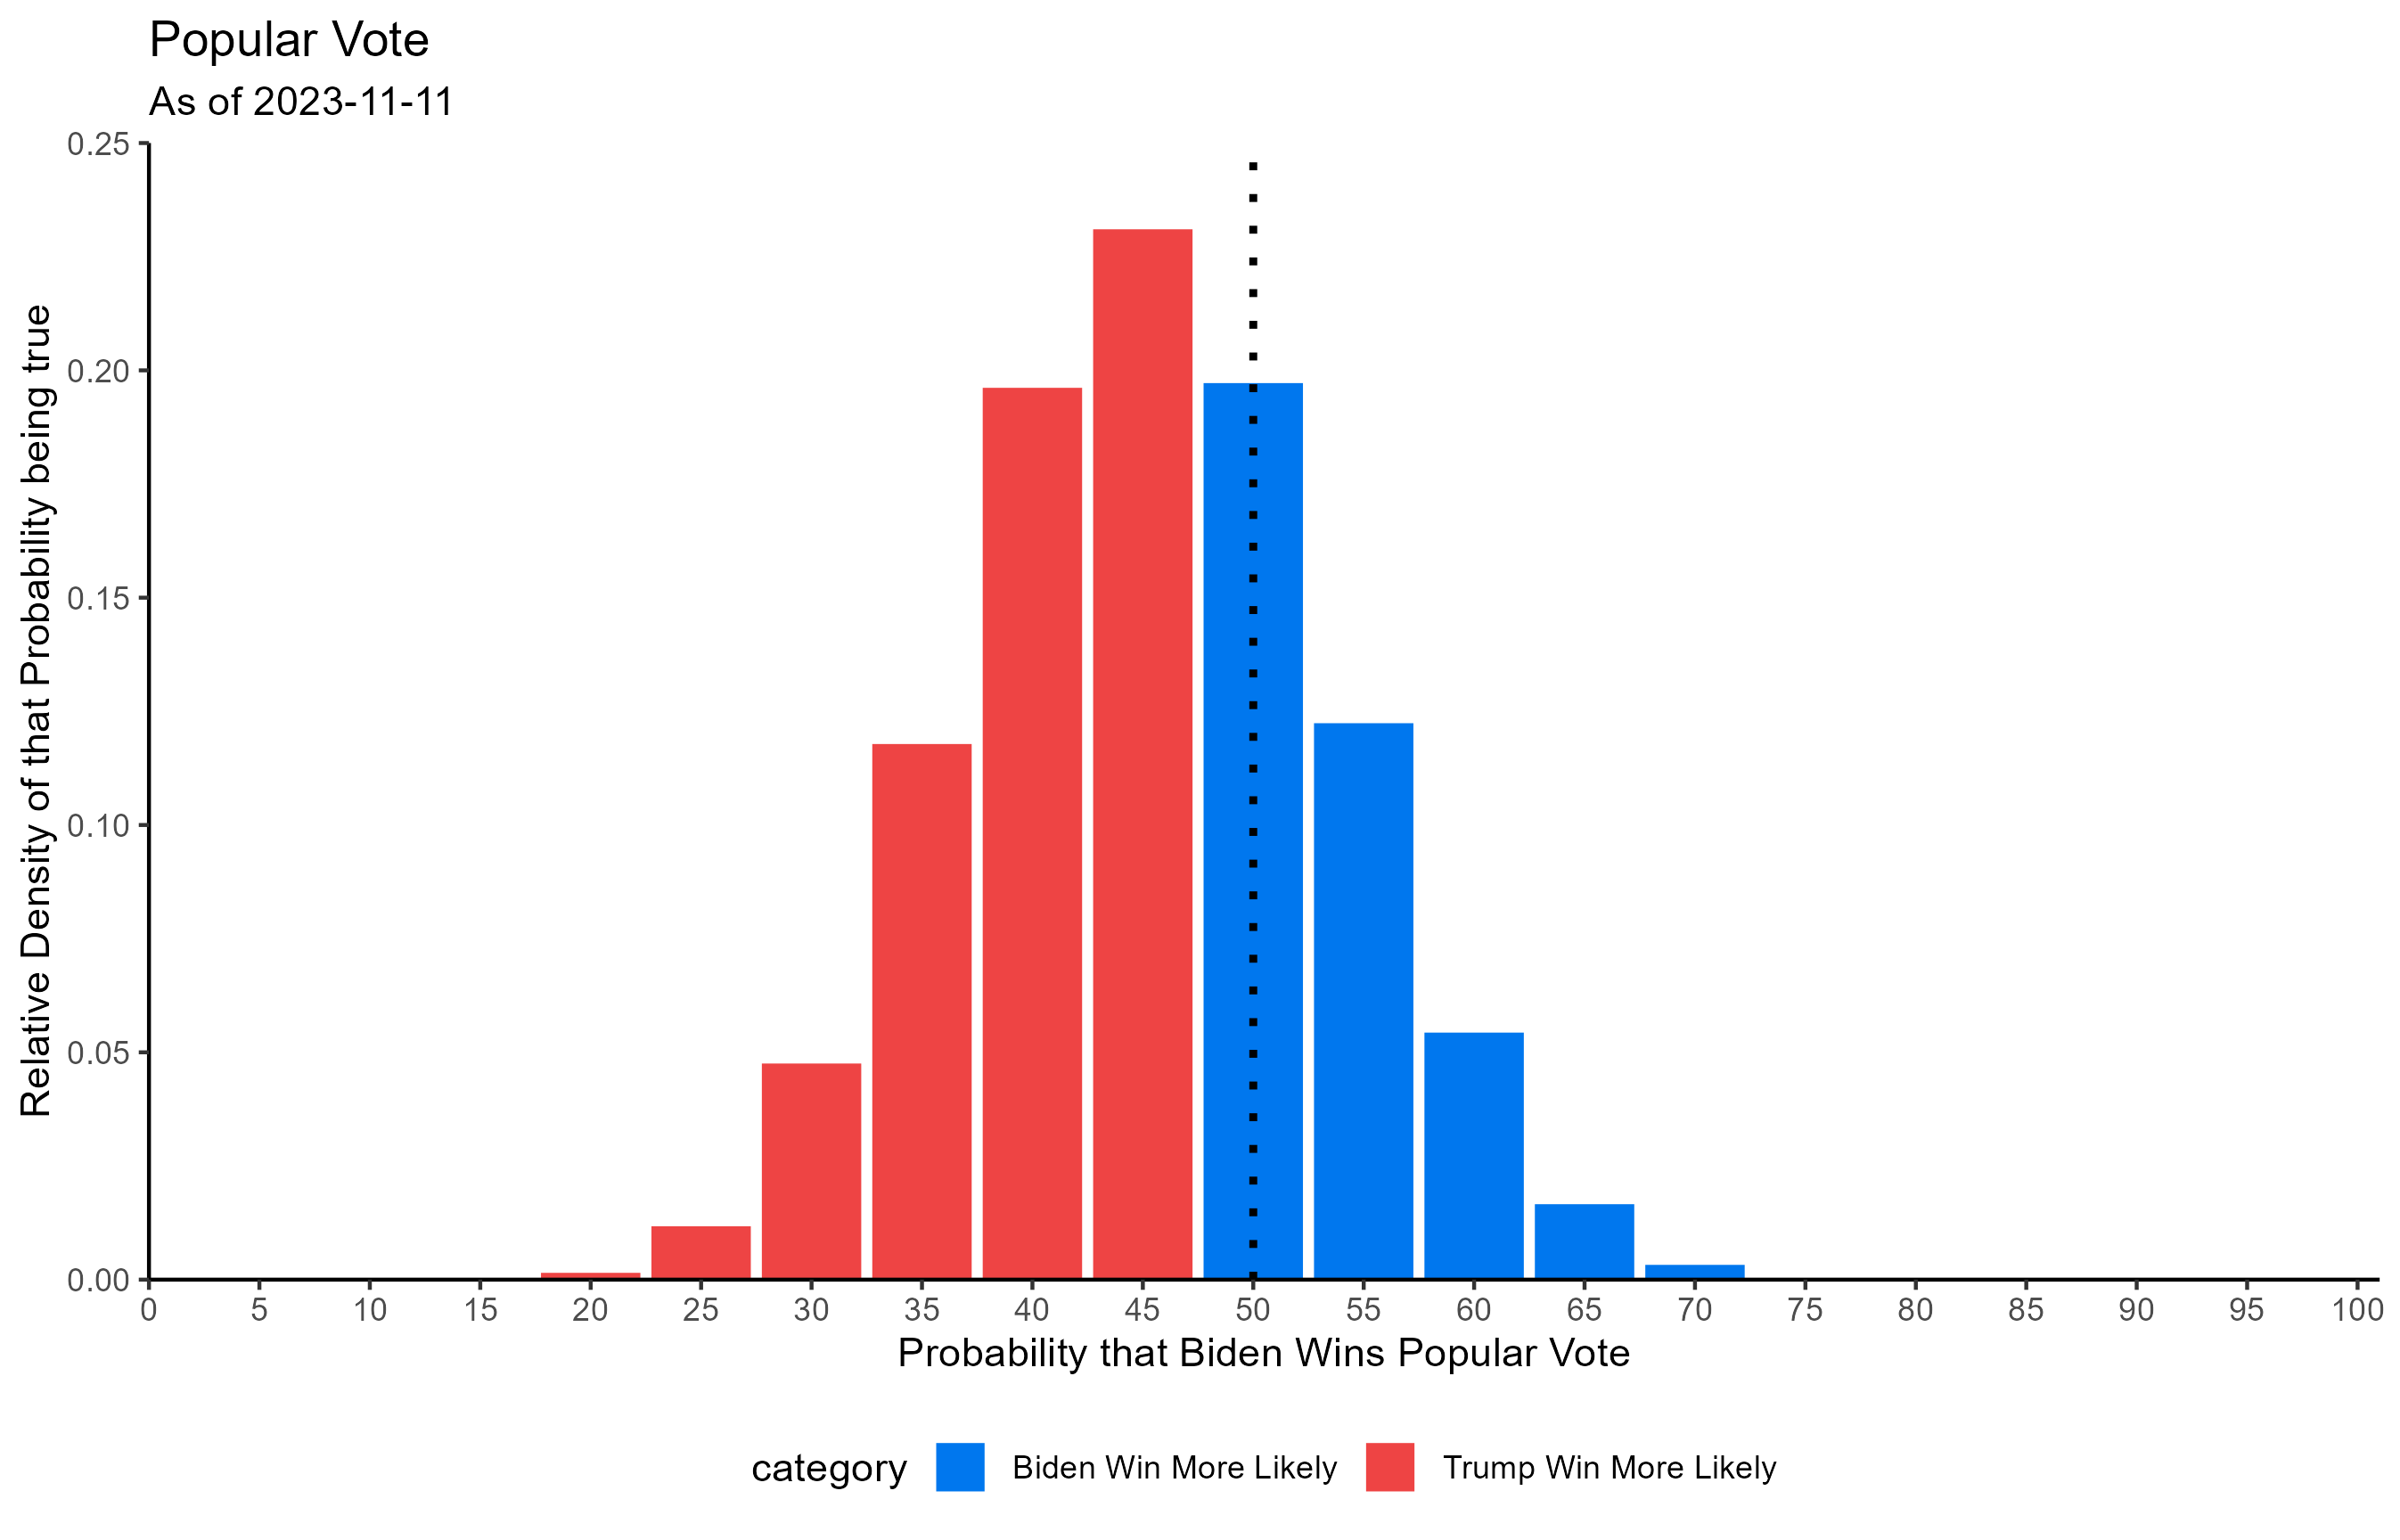 Popular Vote
As of 2023-11-11
Relative Density of that Probability being true
0.25
0.20
0.15
0.10
0.05
0.00
0 5 10 15 20 25 30 35 40 45 50 55 60 65 70 75 80 85 90 95 100
Probability that Biden Wins Popular Vote
category Biden Win More Likely Trump Win More Likely